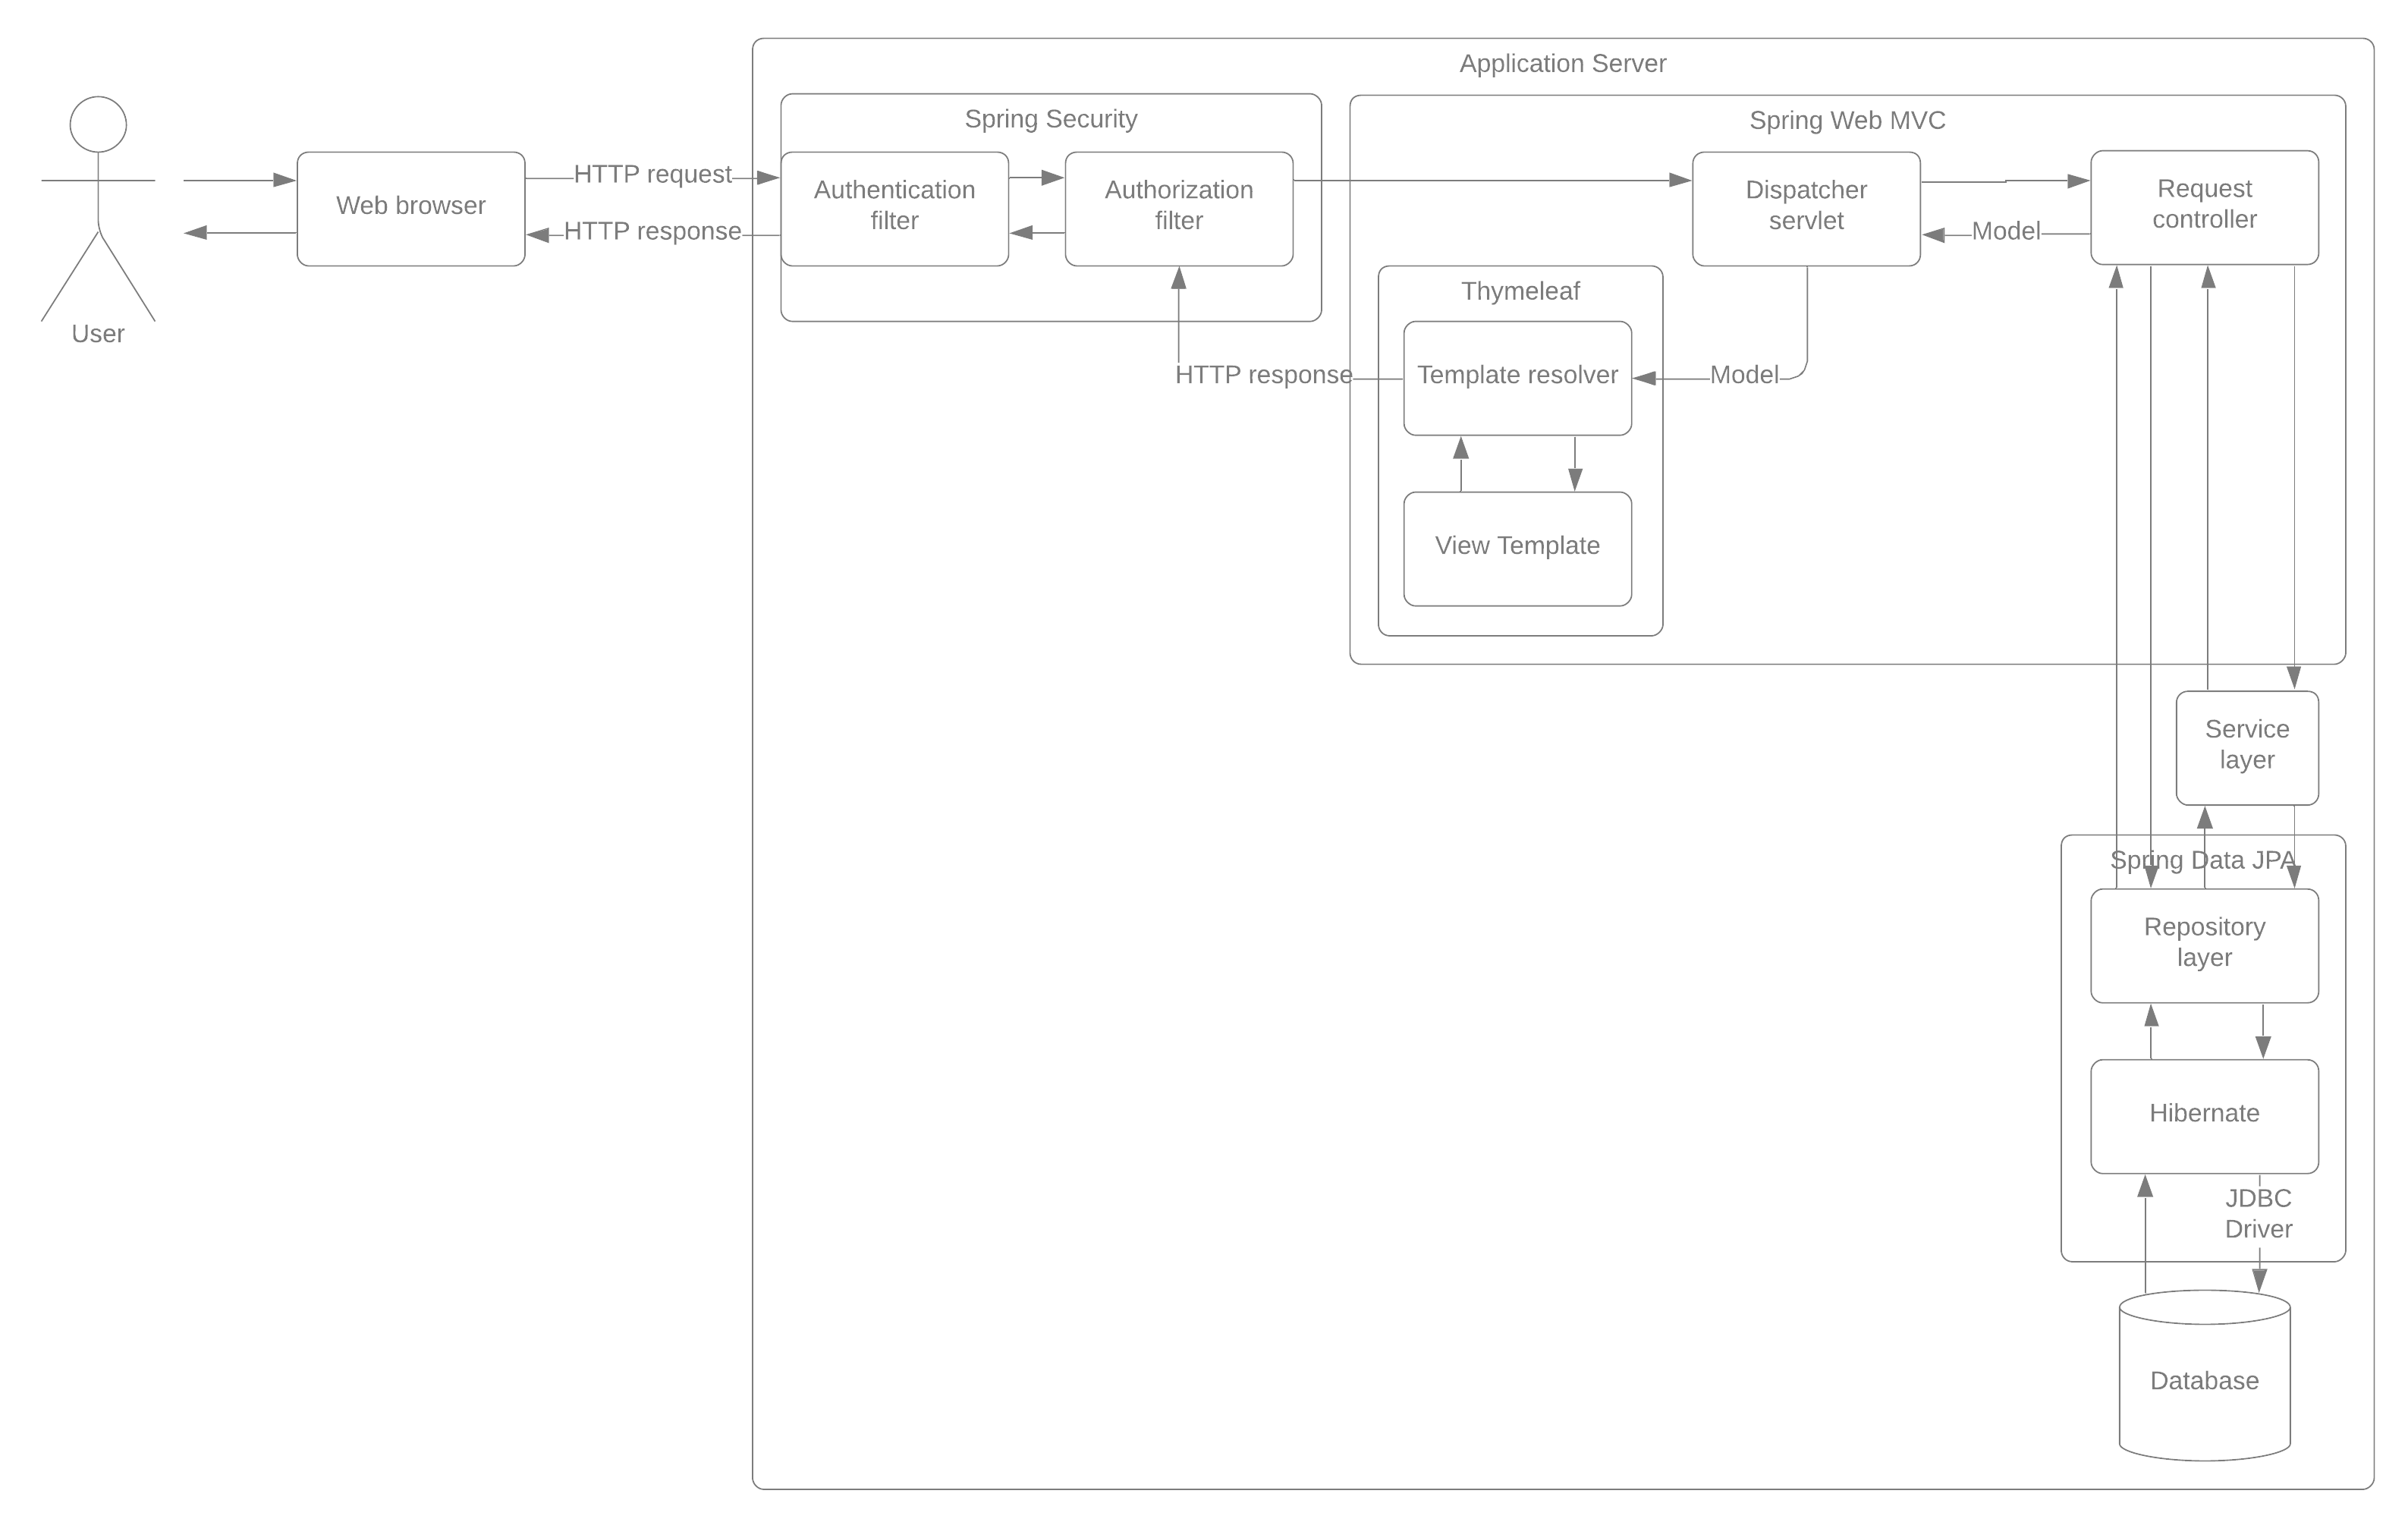 Application Server
Spring Security
Spring Web MVC
User
Web browser
HTTP request
HTTP response
Authentication
filter
Authorization
filter
Dispatcher
servlet
Request
controller
Model
Thymeleaf
Template resolver
HTTP response
Model
View Template
Service
layer
Spring Data JPA
Repository
layer
Hibernate
JDBC
Driver
Database